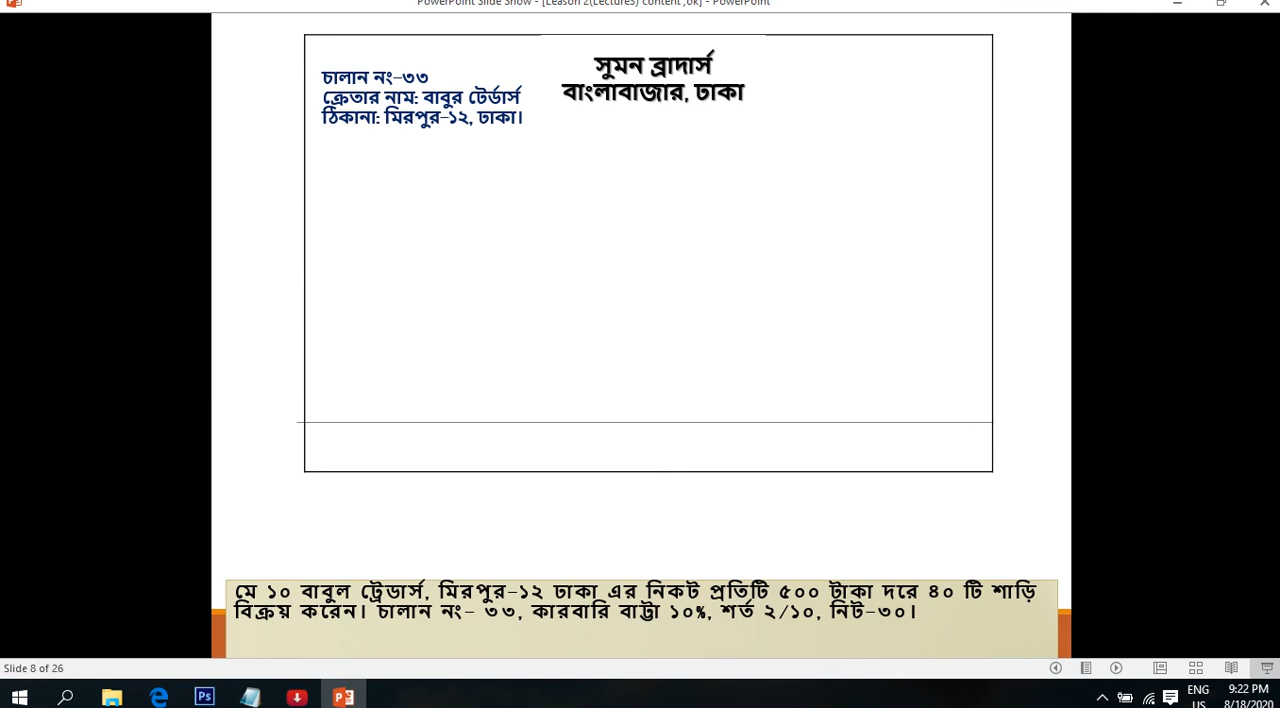 PowerPoint Slide Show - [Leason 2(Lecture3) content ,ok] - PowerPoint
সুমন ব্রাদার্স
বাংলাবাজার, ঢাকা
চালান নং-৩৩
ক্রেতার নাম: বাবুর টের্ডার্স
ঠিকানা: মিরপুর-১২, ঢাকা।
মে ১০ বাবুল ট্রেডার্স, মিরপুর-১২ ঢাকা এর নিকট প্রতিটি ৫০০ টাকা দরে ৪০ টি শাড়ি
বিক্রয় করেন। চালান নং- ৩৩, কারবারি বাট্টা ১০%, শর্ত ২/১০, নিট-৩০।
Slide 8 of 26
ENG
US
9:22 PM
8/18/2020